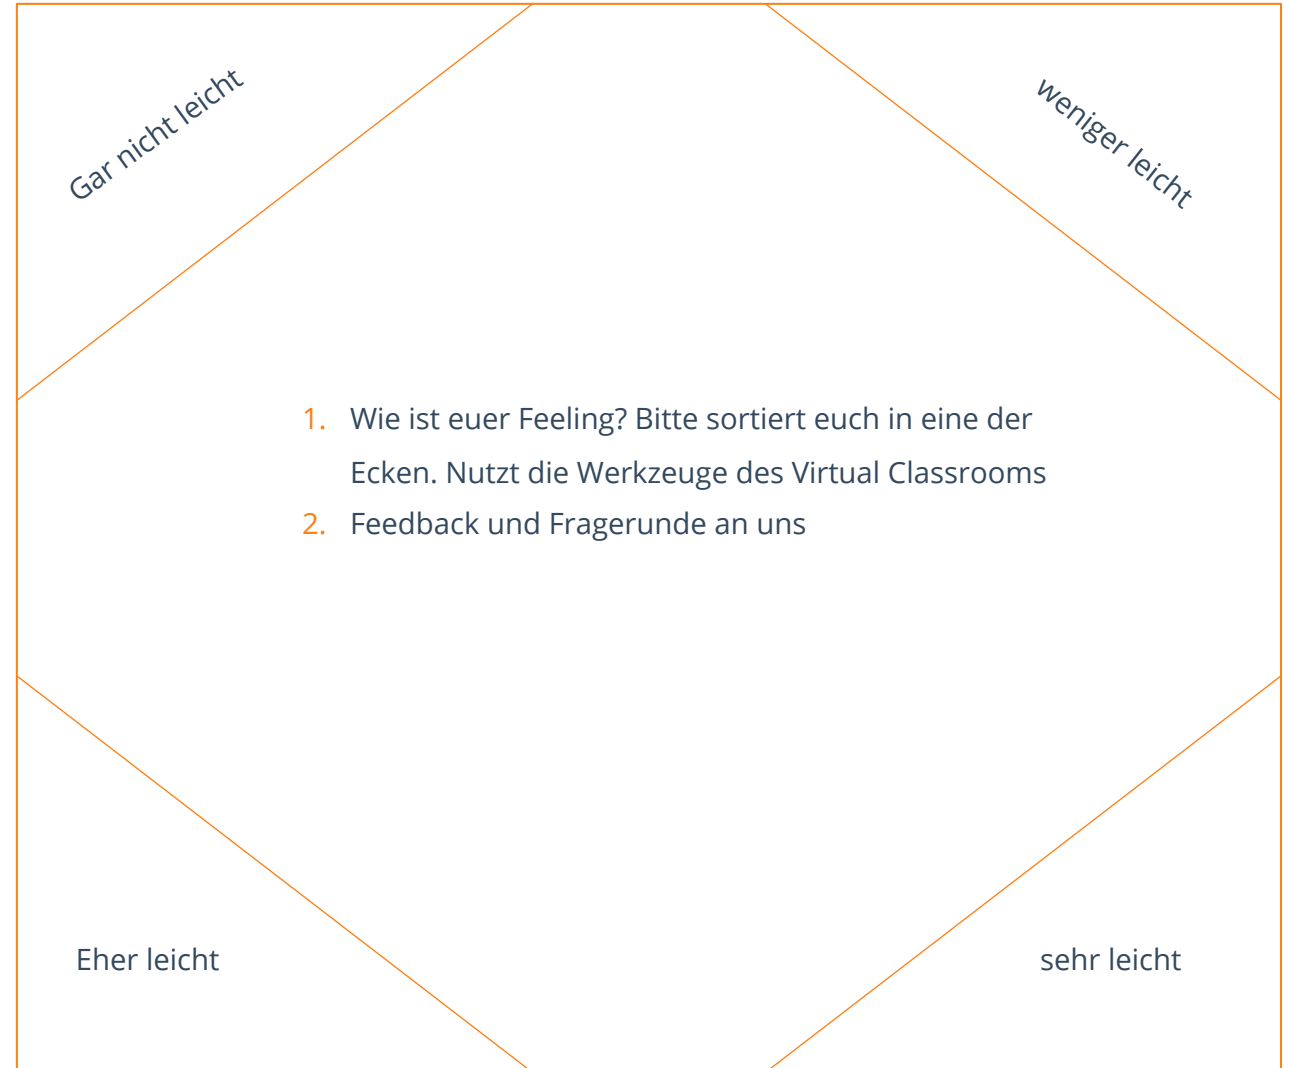 Gar nicht leicht
weniger leicht
1. Wie ist euer Feeling? Bitte sortiert euch in eine der
Ecken. Nutzt die Werkzeuge des Virtual Classrooms
2. Feedback und Fragerunde an uns
Eher leicht
sehr leicht